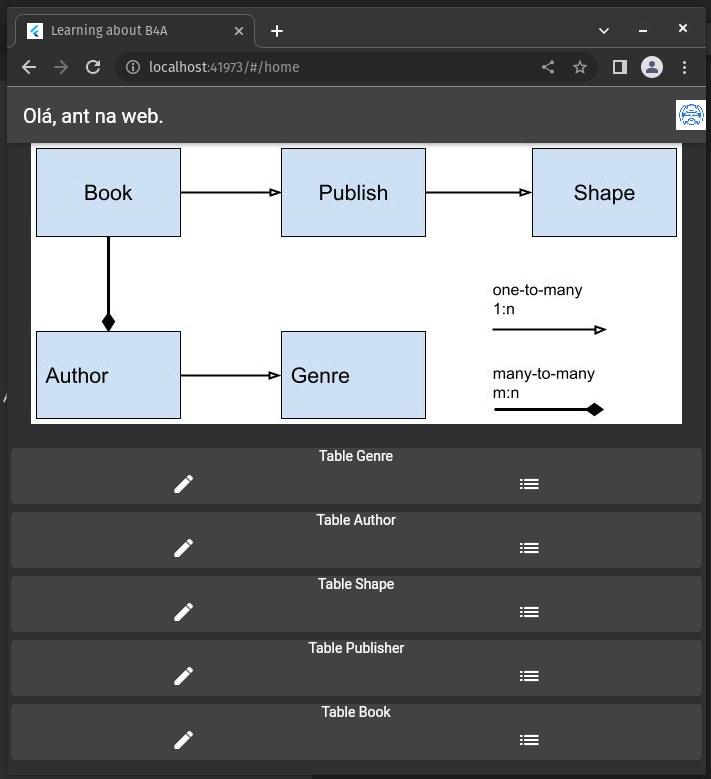 Learning about B4A
localhost:41973/#/home
Olá, ant na web.
Book
Publish
Shape
one-to-many
1:n
Author
Genre
many-to-many
m:n
Table Genre
Table Author
Table Shape
Table Publisher
Table Book